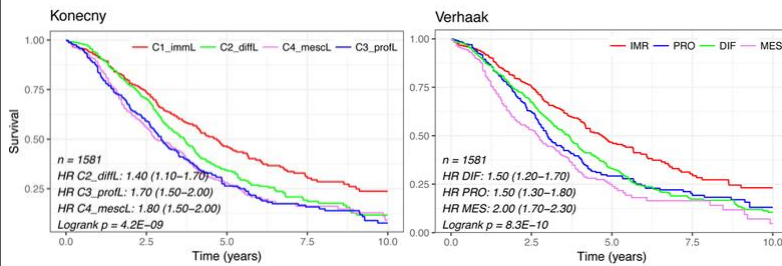 Konecny
C1_immL C2_diffL C4_mescL C3_profL
Survival
1.00
0.75
0.50
0.25
n = 1581
HR C2_diffL: 1.40 (1.10–1.70)
HR C3_profL: 1.70 (1.50–2.00)
HR C4_mescL: 1.80 (1.50–2.00)
Logrank p = 4.2E–09
0.0 2.5 5.0 7.5 10.0
Time (years)
Verhaak
IMR PRO DIF MES
1.00
0.75
0.50
0.25
0.00
n = 1581
HR DIF: 1.50 (1.20–1.70)
HR PRO: 1.50 (1.30–1.80)
HR MES: 2.00 (1.70–2.30)
Logrank p = 8.3E–10
0.0 2.5 5.0 7.5 10.0
Time (years)